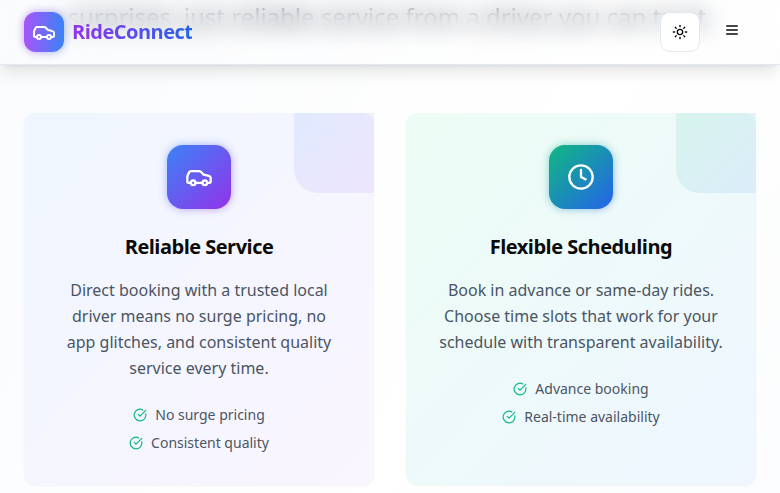 surprises, just reliable service from a driver you can trust
RideConnect
Reliable Service
Direct booking with a trusted local
driver means no surge pricing, no
app glitches, and consistent quality
service every time.
No surge pricing
Consistent quality
Flexible Scheduling
Book in advance or same-day rides.
Choose time slots that work for your
schedule with transparent availability.
Advance booking
Real-time availability